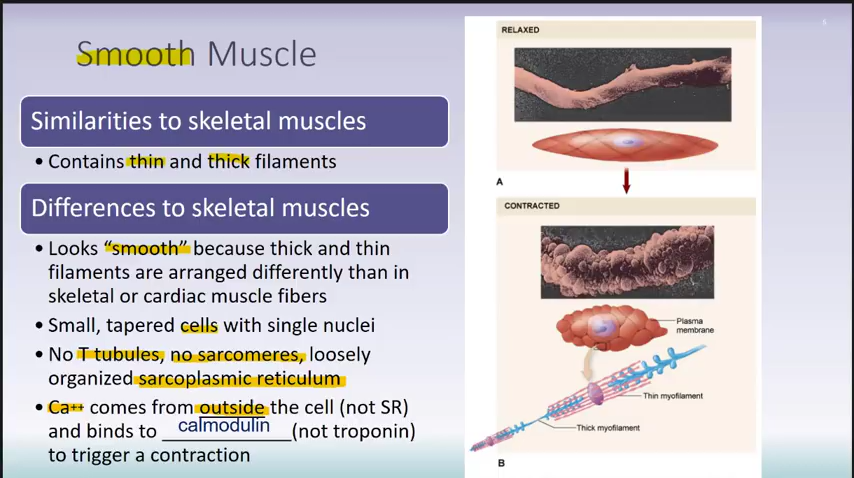 6
Smooth Muscle
Similarities to skeletal muscles
• Contains thin and thick filaments
Differences to skeletal muscles
• Looks “smooth” because thick and thin
filaments are arranged differently than in
skeletal or cardiac muscle fibers
• Small, tapered cells with single nuclei
• No T tubules, no sarcomeres, loosely
organized sarcoplasmic reticulum
• Ca++ comes from outside the cell (not SR)
and binds to calmodulin (not troponin)
to trigger a contraction
RELAXED
A
CONTRACTED
Plasma
membrane
Thin myofilament
Thick myofilament
B